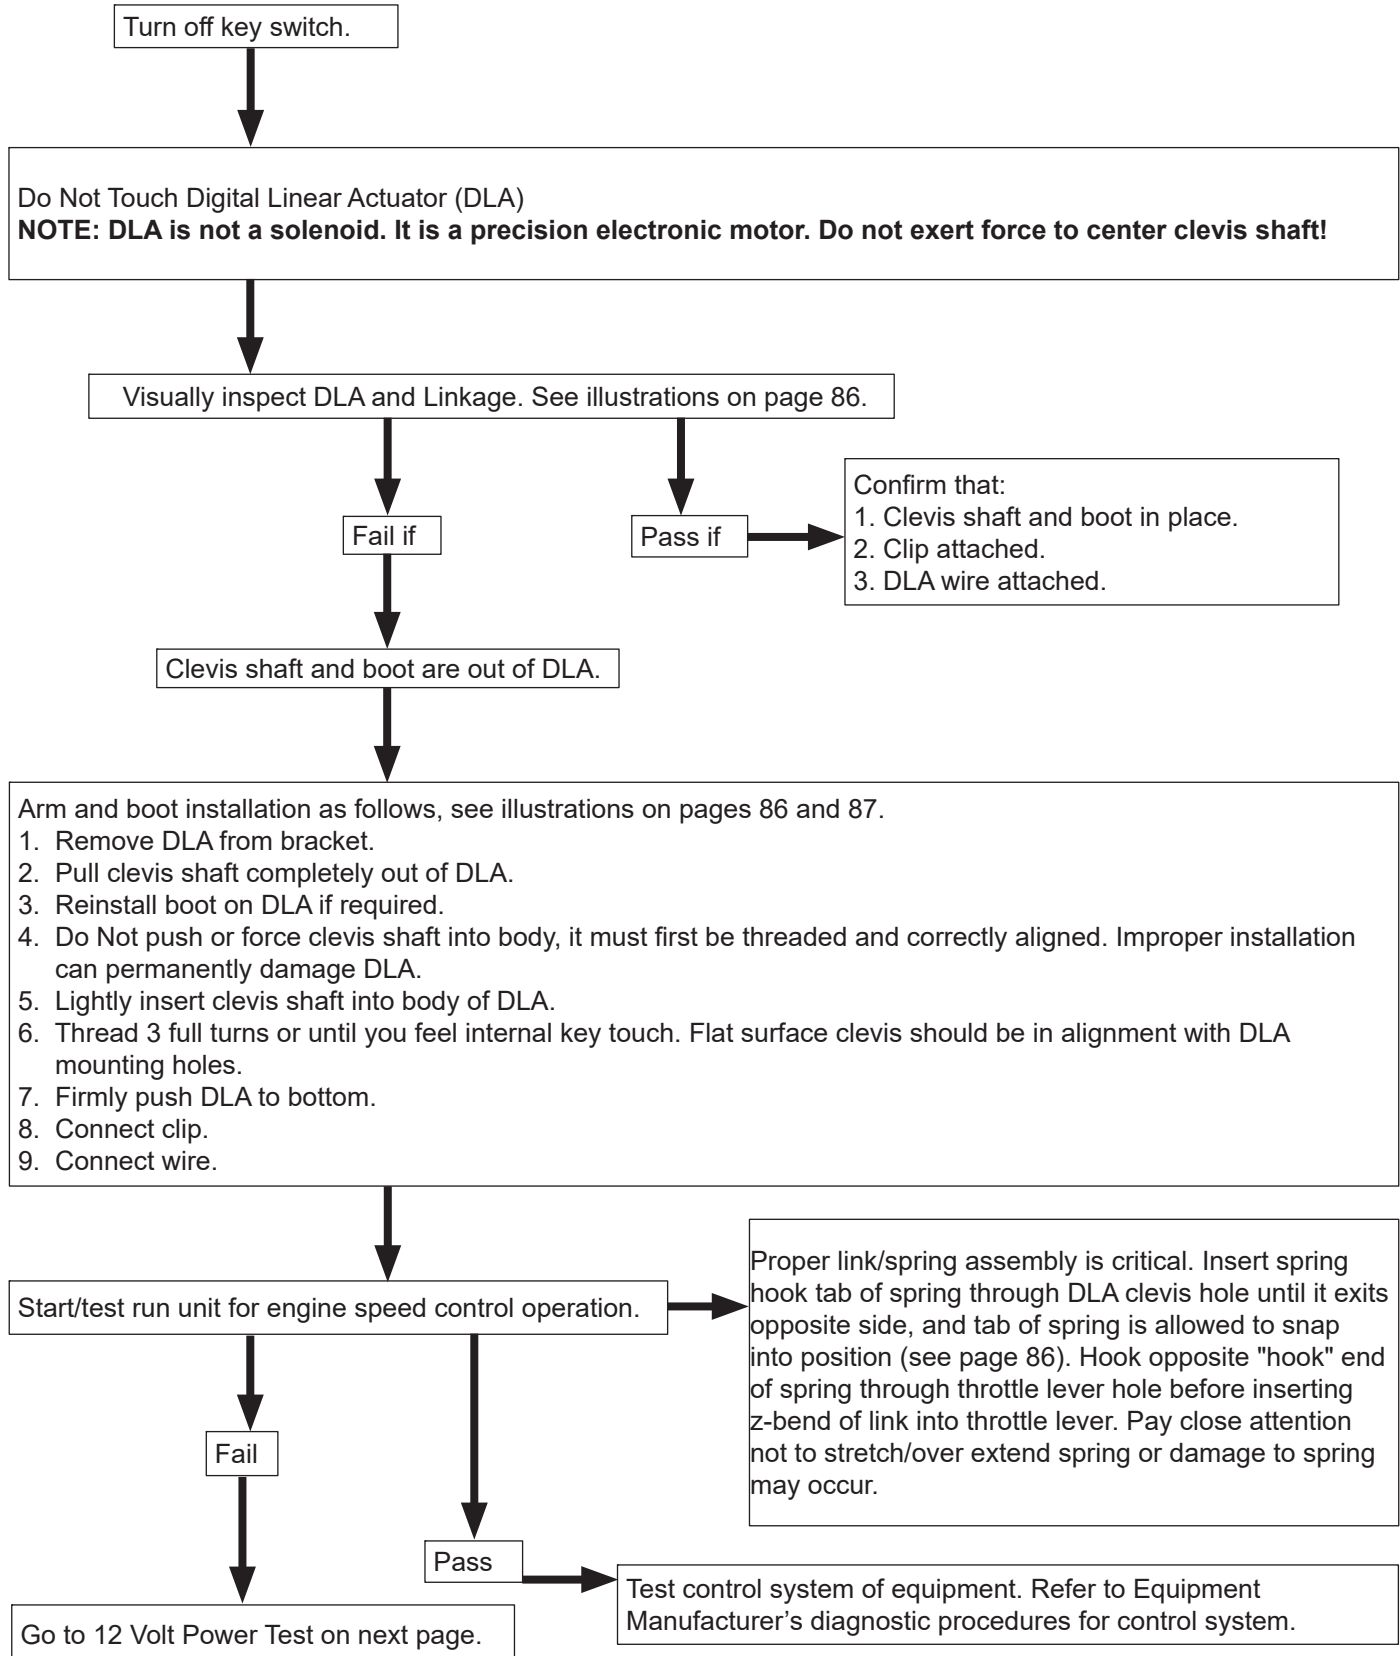 Turn off key switch.
Do Not Touch Digital Linear Actuator (DLA)
NOTE: DLA is not a solenoid. It is a precision electronic motor. Do not exert force to center clevis shaft!
Visually inspect DLA and Linkage. See illustrations on page 86.
Fail if
Pass if
Confirm that:
1. Clevis shaft and boot in place.
2. Clip attached.
3. DLA wire attached.
Clevis shaft and boot are out of DLA.
Arm and boot installation as follows, see illustrations on pages 86 and 87.
1. Remove DLA from bracket.
2. Pull clevis shaft completely out of DLA.
3. Reinstall boot on DLA if required.
4. Do Not push or force clevis shaft into body, it must first be threaded and correctly aligned. Improper installation
can permanently damage DLA.
5. Lightly insert clevis shaft into body of DLA.
6. Thread 3 full turns or until you feel internal key touch. Flat surface clevis should be in alignment with DLA
mounting holes.
7. Firmly push DLA to bottom.
8. Connect clip.
9. Connect wire.
Start/test run unit for engine speed control operation.
Proper link/spring assembly is critical. Insert spring
hook tab of spring through DLA clevis hole until it exits
opposite side, and tab of spring is allowed to snap
into position (see page 86). Hook opposite "hook" end
of spring through throttle lever hole before inserting
z-bend of link into throttle lever. Pay close attention
not to stretch/over extend spring or damage to spring
may occur.
Fail
Pass
Test control system of equipment. Refer to Equipment
Manufacturer’s diagnostic procedures for control system.
Go to 12 Volt Power Test on next page.